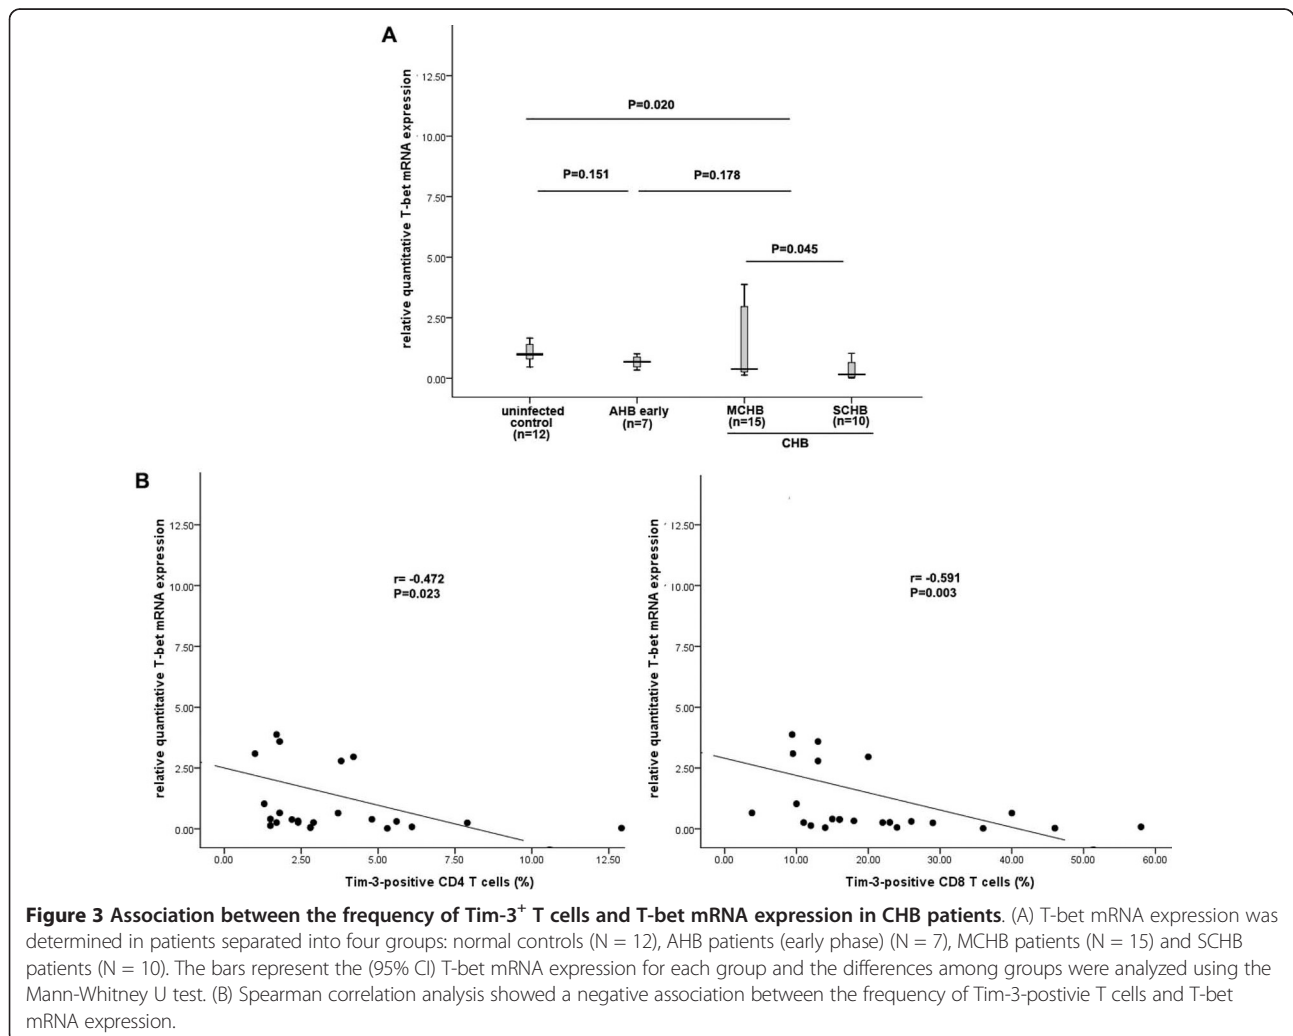 A
relative quantitative T-bet mRNA expression
12.50
10.00
7.50
5.00
2.50
0.00
P=0.020
P=0.151
P=0.178
P=0.045
uninfected
control
(n=12)
AHB early
(n=7)
MCHB
(n=15)
SCHB
(n=10)
CHB
B
relative quantitative T-bet mRNA expression
12.50
10.00
7.50
5.00
2.50
0.00
r= -0.472
P=0.023
0.00 2.50 5.00 7.50 10.00 12.50
Tim-3-positive CD4 T cells (%)
relative quantitative T-bet mRNA expression
12.50
10.00
7.50
5.00
2.50
0.00
r= -0.591
P=0.003
0.00 10.00 20.00 30.00 40.00 50.00 60.00
Tim-3-positive CD8 T cells (%)
Figure 3 Association between the frequency of Tim-3+ T cells and T-bet mRNA expression in CHB patients. (A) T-bet mRNA expression was
determined in patients separated into four groups: normal controls (N = 12), AHB patients (early phase) (N = 7), MCHB patients (N = 15) and SCHB
patients (N = 10). The bars represent the (95% CI) T-bet mRNA expression for each group and the differences among groups were analyzed using the
Mann-Whitney U test. (B) Spearman correlation analysis showed a negative association between the frequency of Tim-3-postivie T cells and T-bet
mRNA expression.